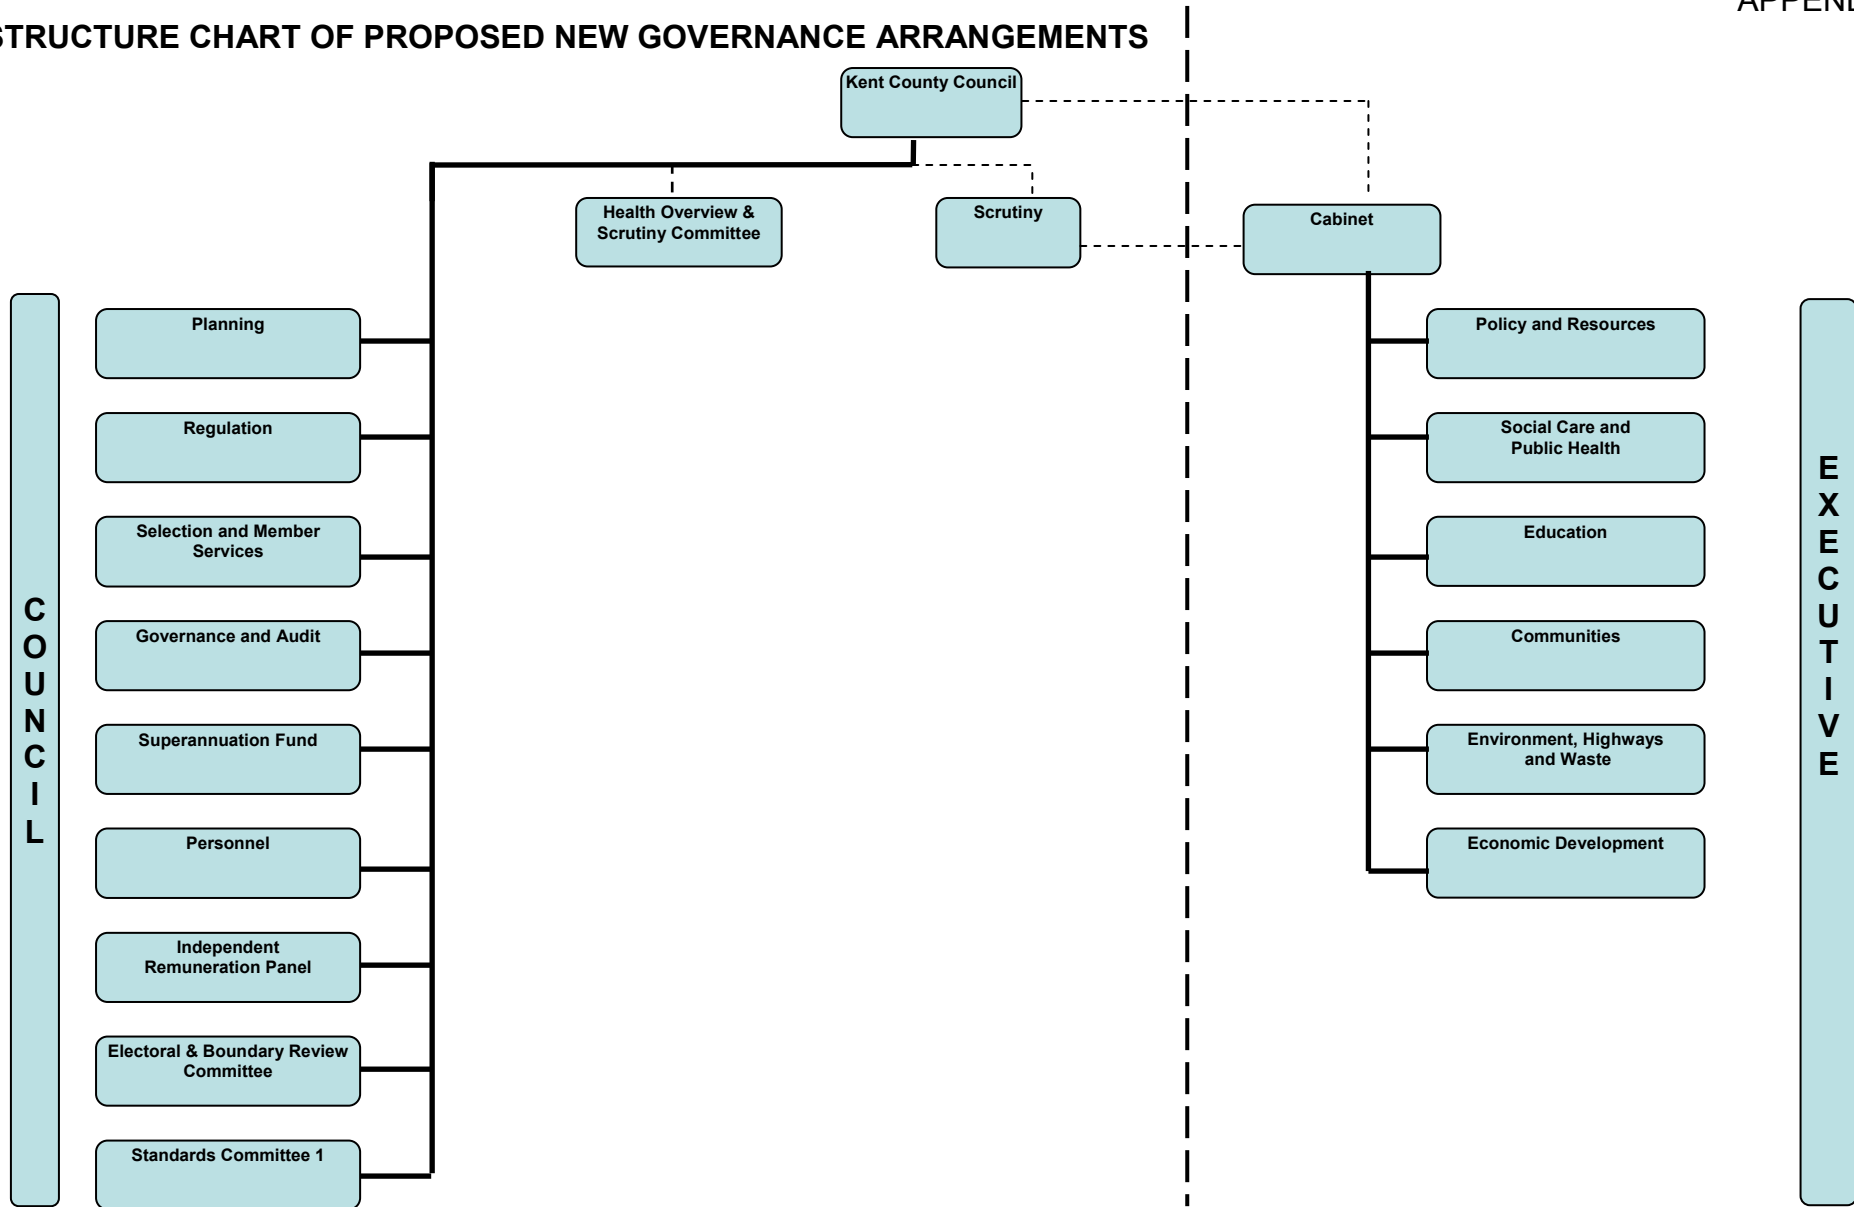 APPEND
STRUCTURE CHART OF PROPOSED NEW GOVERNANCE ARRANGEMENTS
Kent County Council
Health Overview &
Scrutiny Committee
Scrutiny
Cabinet
COUNCIL
Planning
Regulation
Selection and Member
Services
Governance and Audit
Superannuation Fund
Personnel
Independent
Remuneration Panel
Electoral & Boundary Review
Committee
Standards Committee 1
Policy and Resources
Social Care and
Public Health
Education
Communities
Environment, Highways
and Waste
Economic Development
EXECUTIVE